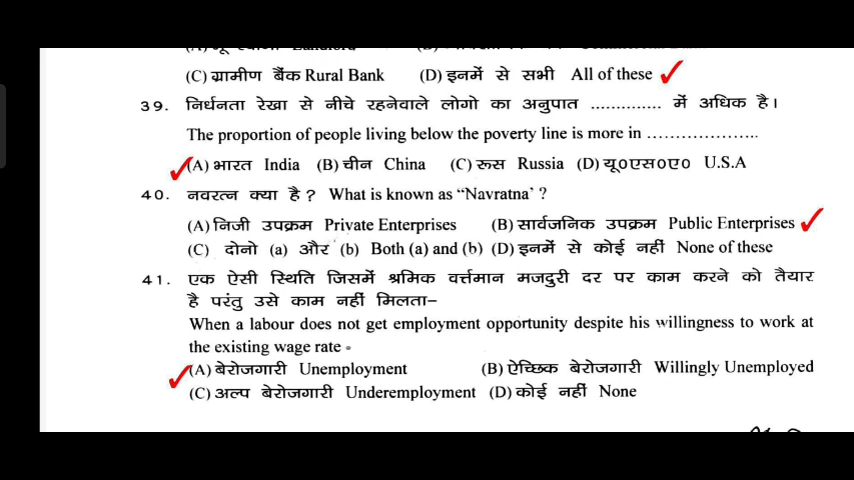 (C) ग्रामीण बैंक Rural Bank (D) इनमें से सभी All of these
39. निर्धनता रेखा से नीचे रहनेवाले लोगो का अनुपात .............. में अधिक है।
The proportion of people living below the poverty line is more in .....................
(A) भारत India (B) चीन China (C) रूस Russia (D) यू०एस०ए० U.S.A
40. नवरत्न क्या है? What is known as “Navratna’ ?
(A) निजी उपक्रम Private Enterprises (B) सार्वजनिक उपक्रम Public Enterprises
(C) दोनो (a) और (b) Both (a) and (b) (D) इनमें से कोई नहीं None of these
41. एक ऐसी स्थिति जिसमें श्रमिक वर्त्तमान मजदुरी दर पर काम करने को तैयार
है परंतु उसे काम नहीं मिलता–
When a labour does not get employment opportunity despite his willingness to work at
the existing wage rate -
(A) बेरोजगारी Unemployment (B) ऐच्छिक बेरोजगारी Willingly Unemployed
(C) अल्प बेरोजगारी Underemployment (D) कोई नहीं None